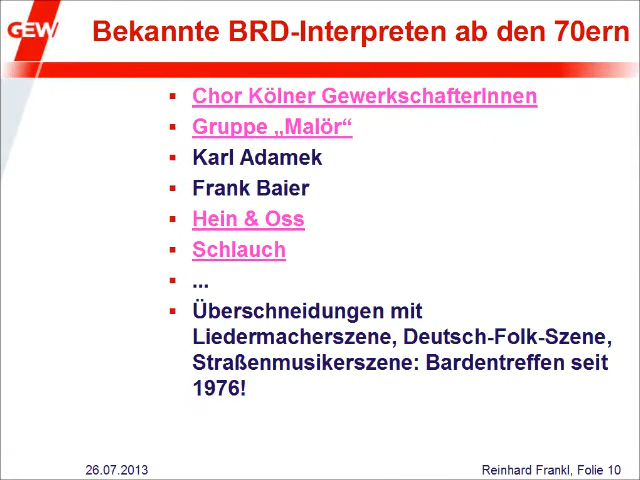 GEW
Bekannte BRD-Interpreten ab den 70ern
▪ Chor Kölner GewerkschafterInnen
▪ Gruppe „Malör“
▪ Karl Adamek
▪ Frank Baier
▪ Hein & Oss
▪ Schlauch
▪ ...
▪ Überschneidungen mit
Liedermacherszene, Deutsch-Folk-Szene,
Straßenmusikerszene: Bardentreffen seit
1976!
26.07.2013 Reinhard Frankl, Folie 10